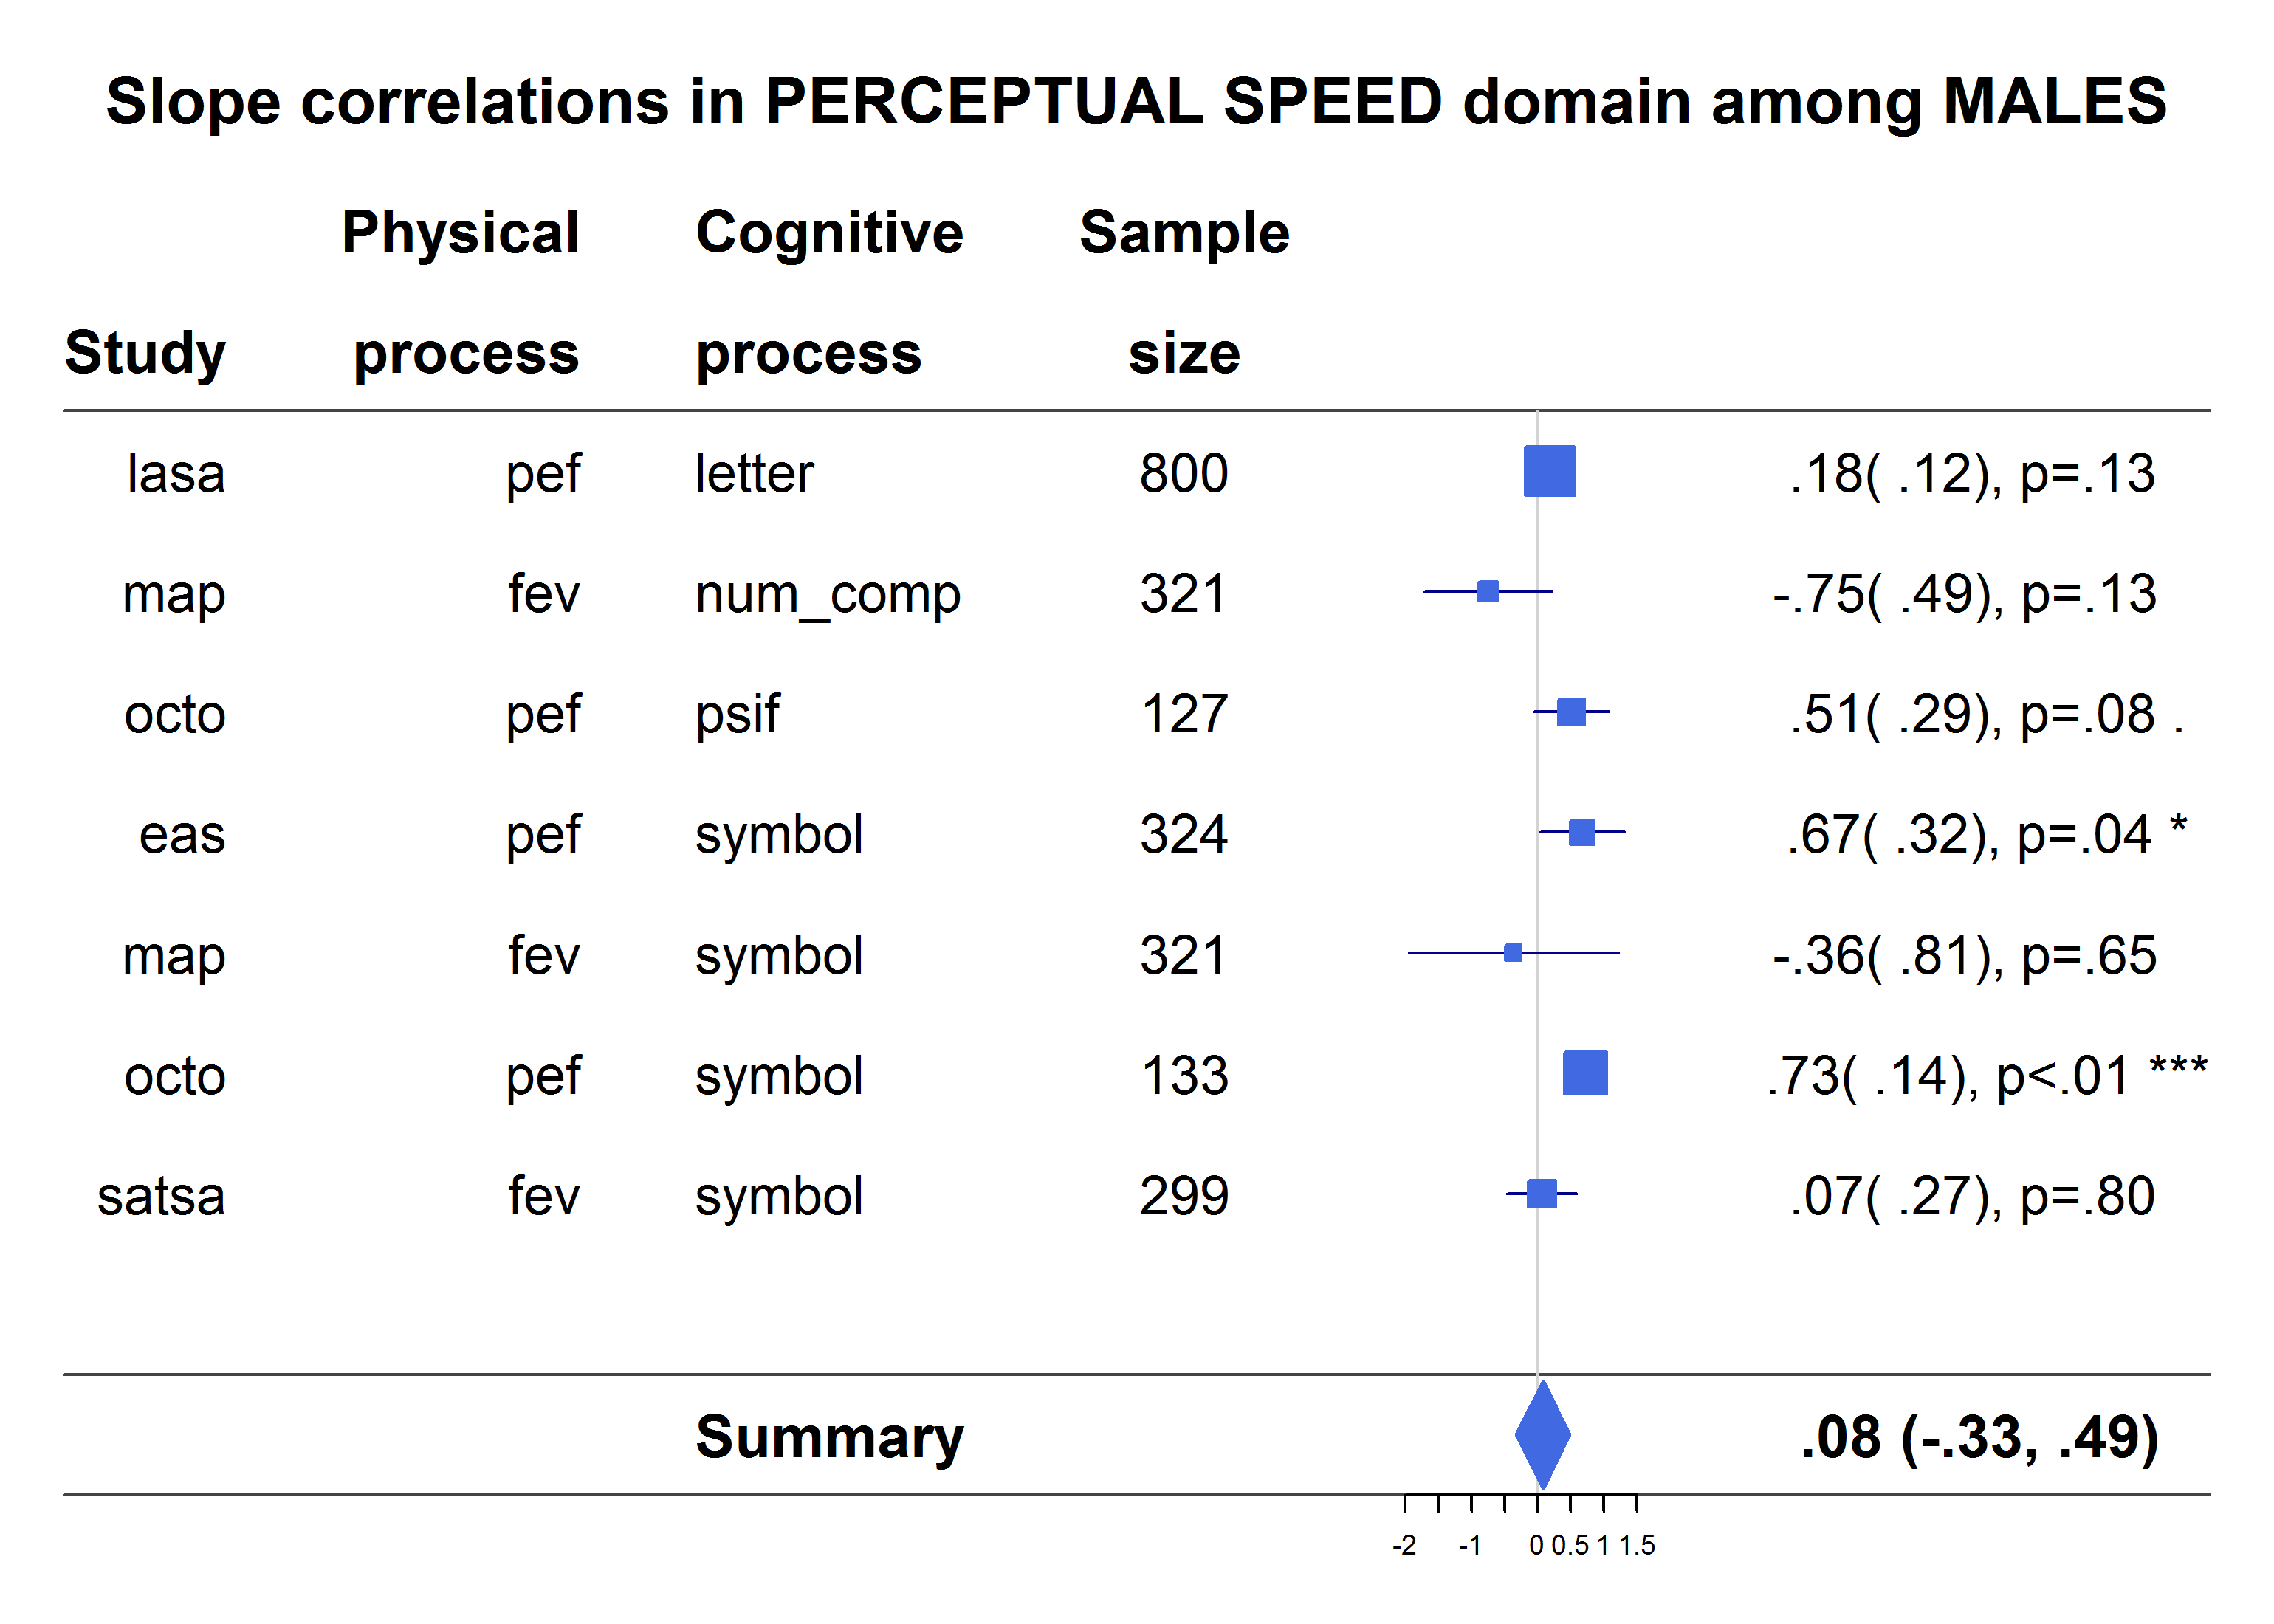 Slope correlations in PERCEPTUAL SPEED domain among MALES
Physical Cognitive Sample
Study process process size
lasa pef letter 800 .18( .12), p=.13
map fev num_comp 321 -.75( .49), p=.13
octo pef psif 127 .51( .29), p=.08 .
eas pef symbol 324 .67( .32), p=.04 *
map fev symbol 321 -.36( .81), p=.65
octo pef symbol 133 .73( .14), p<.01 ***
satsa fev symbol 299 .07( .27), p=.80
Summary .08 (-.33, .49)
-2 -1 0 0.5 1 1.5